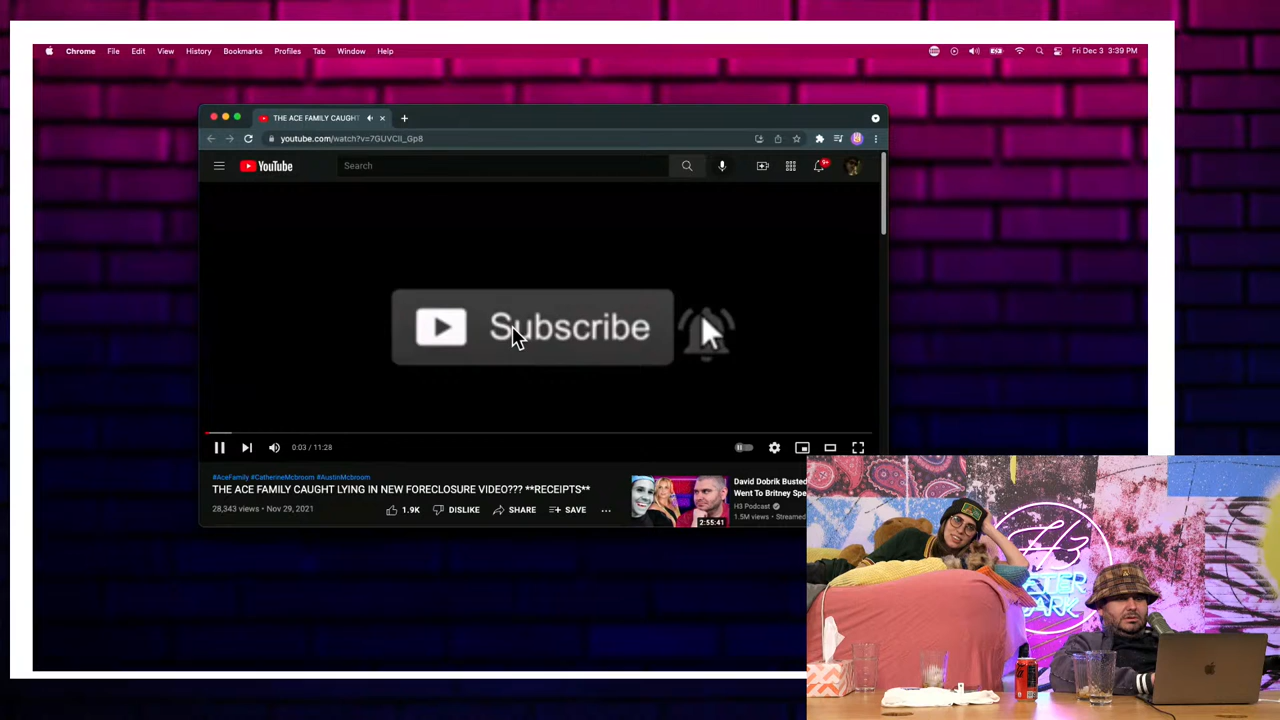 Chrome File Edit View History Bookmarks Profiles Tab Window Help
Fri Dec 3 3:39 PM
THE ACE FAMILY CAUGHT
youtube.com/watch?v=7GUVCII_Gp8
YouTube
Search
9+
Subscribe
0:03 / 11:28
#AceFamily #CatherineMcbroom #AustinMcbroom
THE ACE FAMILY CAUGHT LYING IN NEW FORECLOSURE VIDEO??? **RECEIPTS**
28,343 views • Nov 29, 2021
1.9K DISLIKE SHARE SAVE
David Dobrik Busted
Went To Britney Spe
H3 Podcast
1.5M views • Streamed
2:55:41
H3